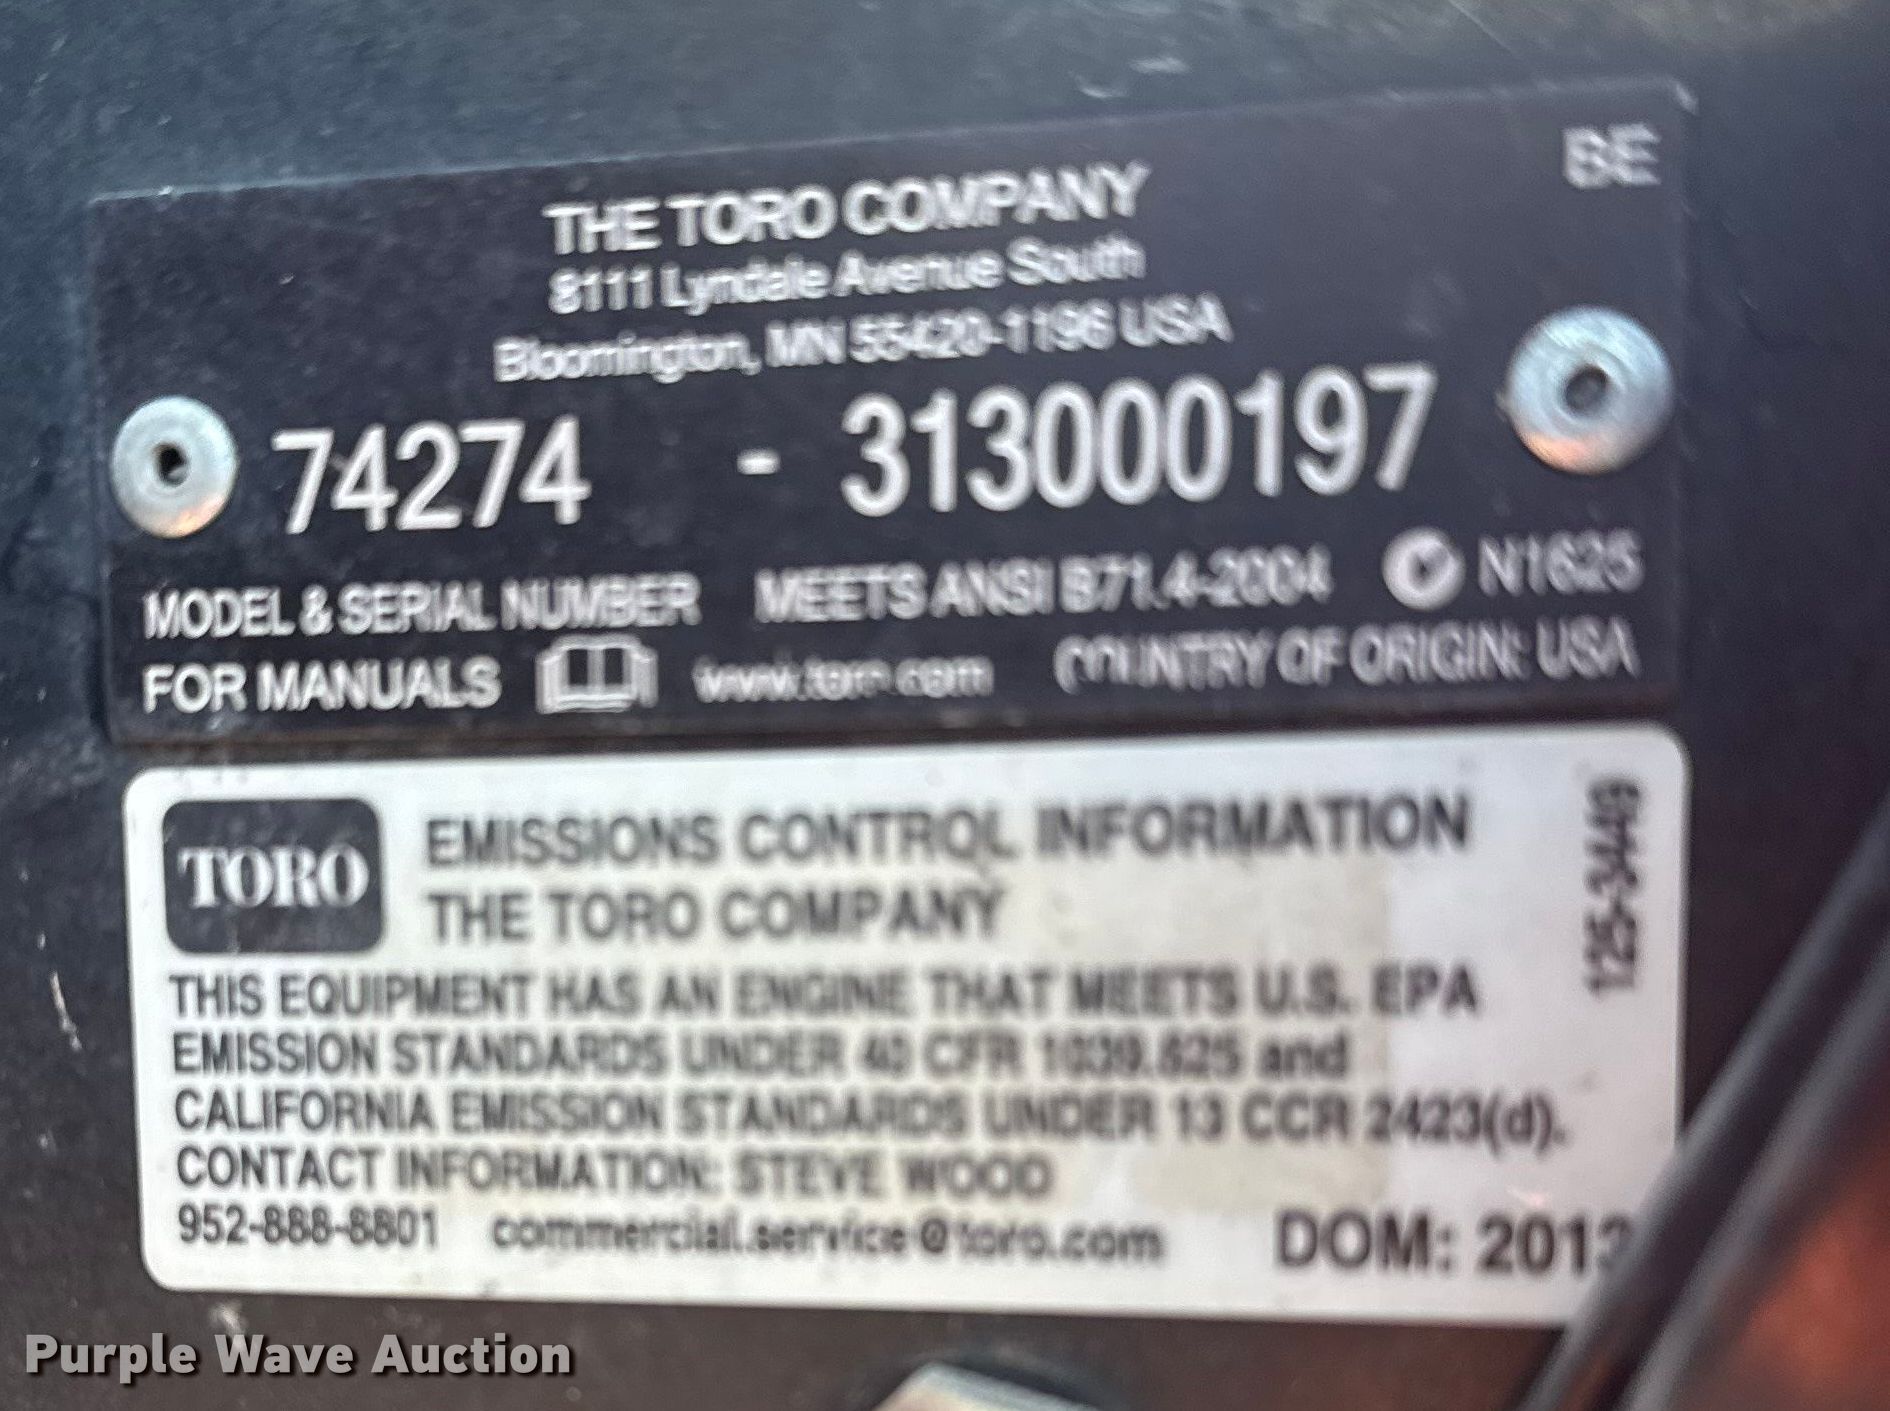 BE
THE TORO COMPANY
8111 Lyndale Avenue South
Bloomington, MN 55420-1196 USA
74274 - 313000197
MODEL & SERIAL NUMBER MEETS ANSI B71.4-2004 N1625
FOR MANUALS www.toro.com COUNTRY OF ORIGIN: USA
TORO
EMISSIONS CONTROL INFORMATION
THE TORO COMPANY
125-3449
THIS EQUIPMENT HAS AN ENGINE THAT MEETS U.S. EPA
EMISSION STANDARDS UNDER 40 CFR 1039.625 and
CALIFORNIA EMISSION STANDARDS UNDER 13 CCR 2423(d).
CONTACT INFORMATION: STEVE WOOD
952-888-8801 commercial.service@toro.com DOM: 2013
Purple Wave Auction